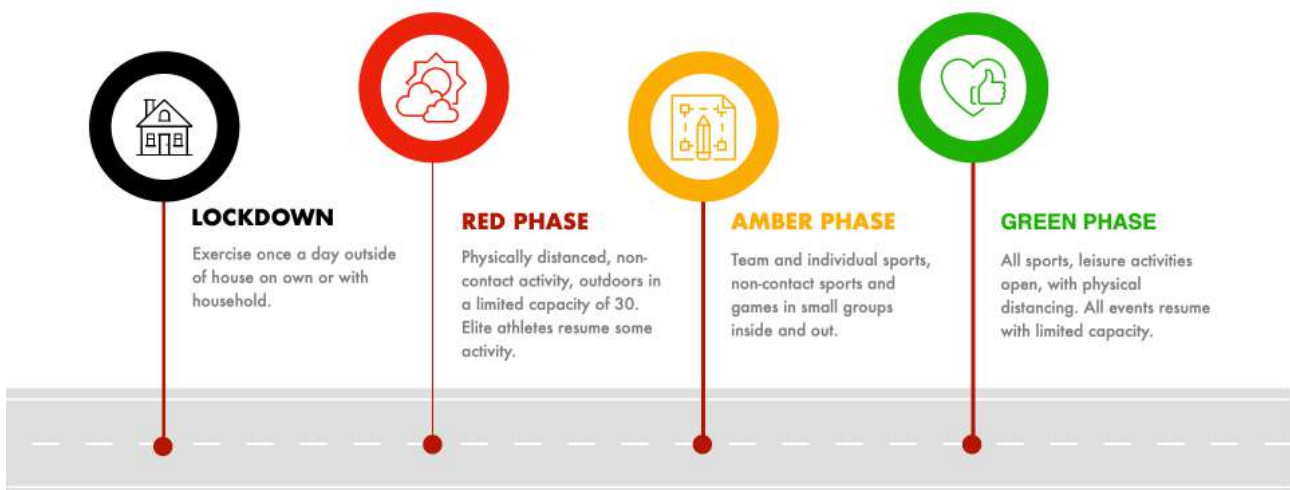 LOCKDOWN
Exercise once a day outside
of house on own or with
household.
RED PHASE
Physically distanced, non-
contact activity, outdoors in
a limited capacity of 30.
Elite athletes resume some
activity.
AMBER PHASE
Team and individual sports,
non-contact sports and
games in small groups
inside and out.
GREEN PHASE
All sports, leisure activities
open, with physical
distancing. All events resume
with limited capacity.